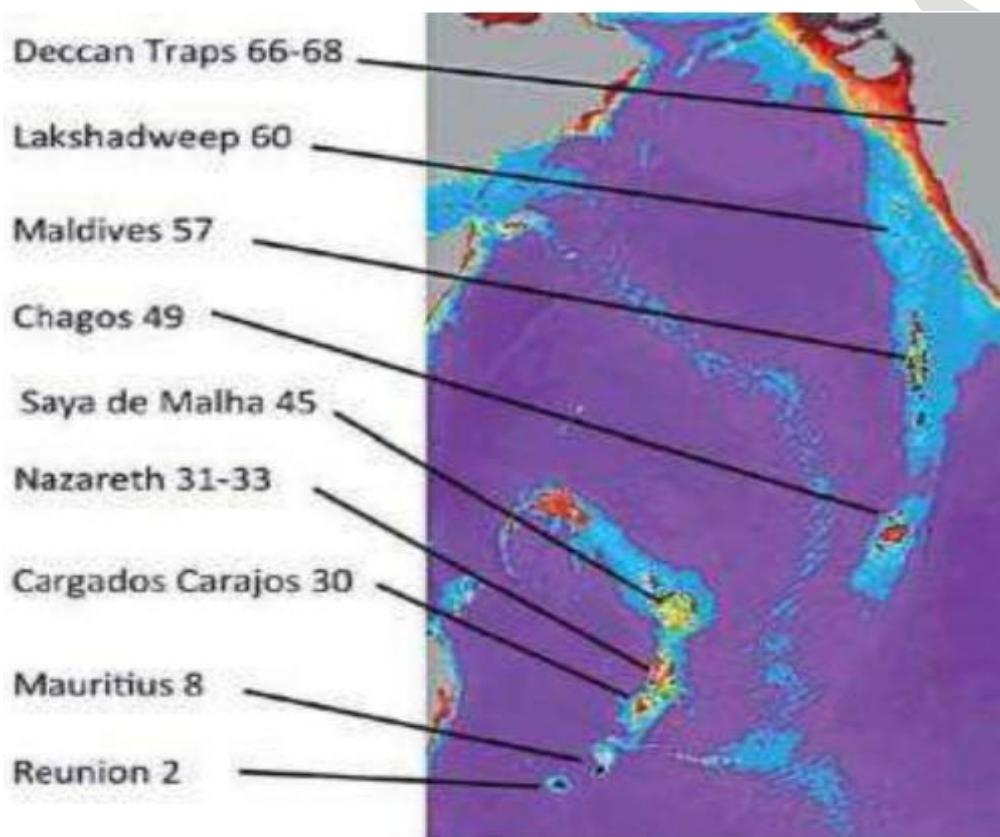 Deccan Traps 66-68
Lakshadweep 60
Maldives 57
Chagos 49
Saya de Malha 45
Nazareth 31-33
Cargados Carajos 30
Mauritius 8
Reunion 2